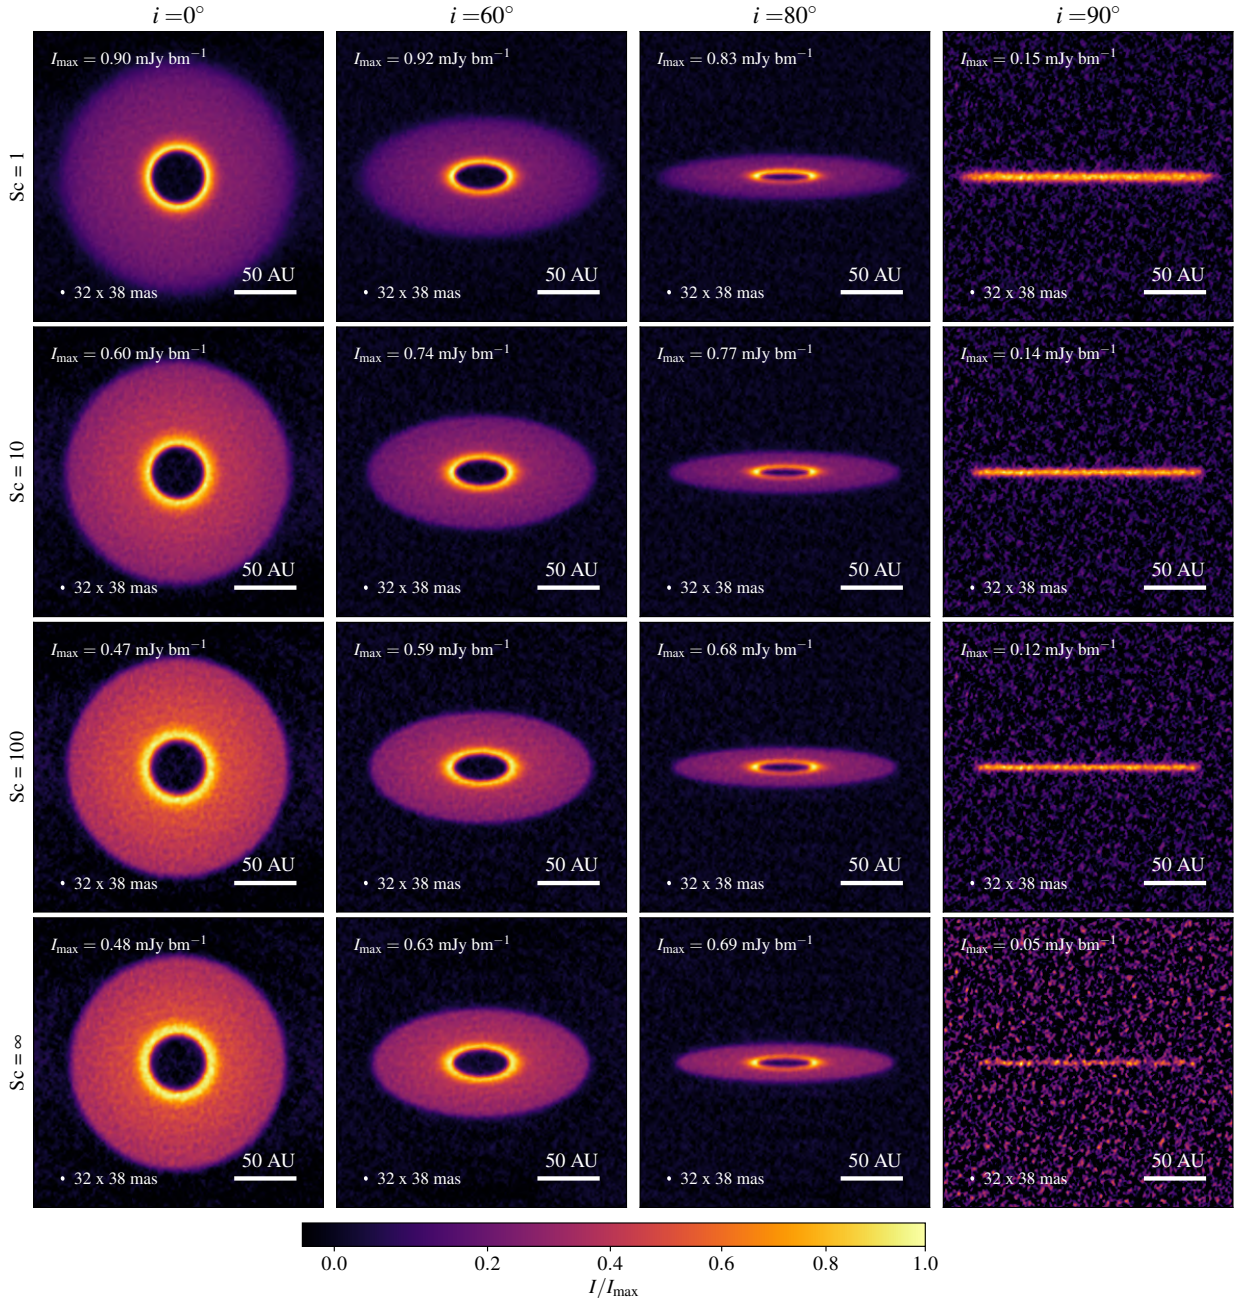 i =0° i =60° i =80° i =90°
Sc = 1
I_max = 0.90 mJy bm⁻¹ I_max = 0.92 mJy bm⁻¹ I_max = 0.83 mJy bm⁻¹ I_max = 0.15 mJy bm⁻¹
50 AU 50 AU 50 AU 50 AU
32 x 38 mas 32 x 38 mas 32 x 38 mas 32 x 38 mas
Sc = 10
I_max = 0.60 mJy bm⁻¹ I_max = 0.74 mJy bm⁻¹ I_max = 0.77 mJy bm⁻¹ I_max = 0.14 mJy bm⁻¹
50 AU 50 AU 50 AU 50 AU
32 x 38 mas 32 x 38 mas 32 x 38 mas 32 x 38 mas
Sc = 100
I_max = 0.47 mJy bm⁻¹ I_max = 0.59 mJy bm⁻¹ I_max = 0.68 mJy bm⁻¹ I_max = 0.12 mJy bm⁻¹
50 AU 50 AU 50 AU 50 AU
32 x 38 mas 32 x 38 mas 32 x 38 mas 32 x 38 mas
Sc = ∞
I_max = 0.48 mJy bm⁻¹ I_max = 0.63 mJy bm⁻¹ I_max = 0.69 mJy bm⁻¹ I_max = 0.05 mJy bm⁻¹
50 AU 50 AU 50 AU 50 AU
32 x 38 mas 32 x 38 mas 32 x 38 mas 32 x 38 mas
0.0 0.2 0.4 0.6 0.8 1.0
I/I_max